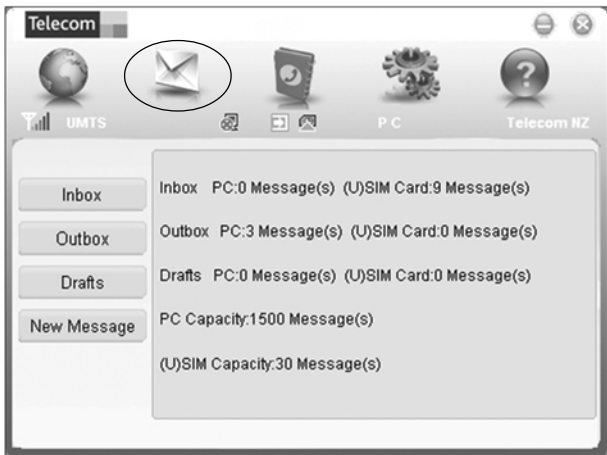 Telecom
UMTS PC Telecom NZ
Inbox Inbox PC:0 Message(s) (U)SIM Card:9 Message(s)
Outbox Outbox PC:3 Message(s) (U)SIM Card:0 Message(s)
Drafts Drafts PC:0 Message(s) (U)SIM Card:0 Message(s)
New Message PC Capacity:1500 Message(s)
(U)SIM Capacity:30 Message(s)